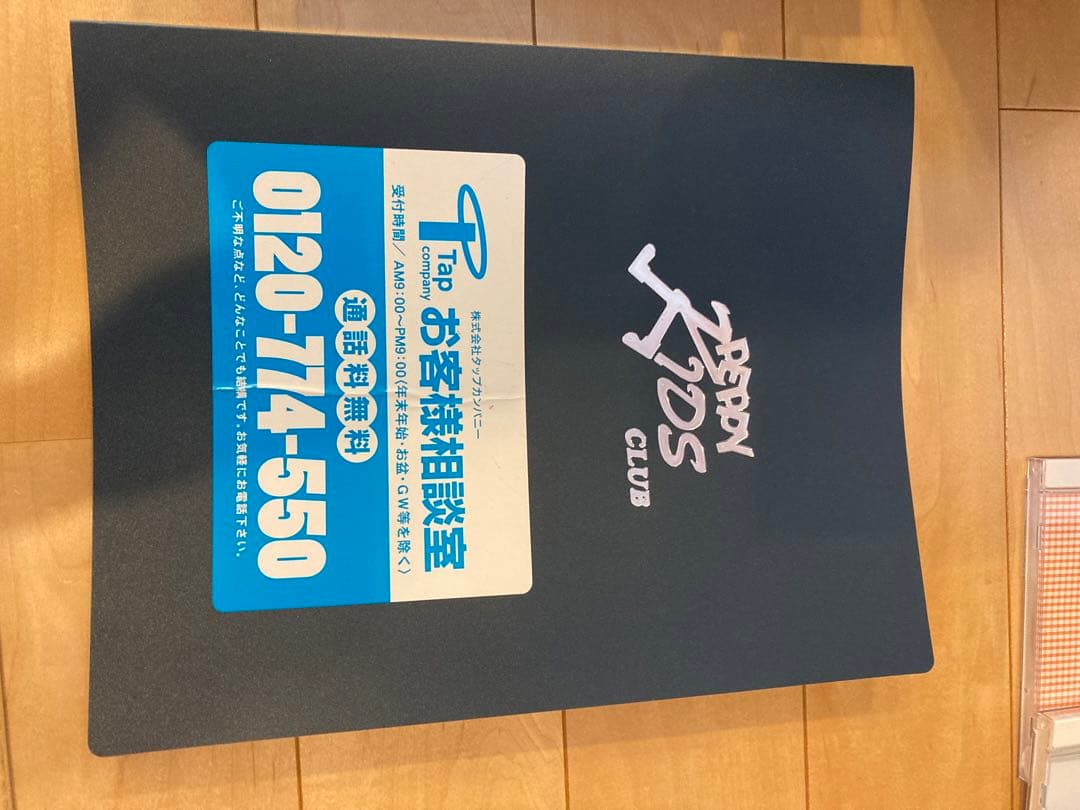 PREPPY
KIDS
CLUB
株式会社タップカンパニー
Tap
company
お客様相談室
受付時間／AM9:00〜PM9:00〈年末年始・お盆・GW等を除く〉
通話料無料
0120-774-550
ご不明な点など、どんなことでも結構です。お気軽にお電話下さい。